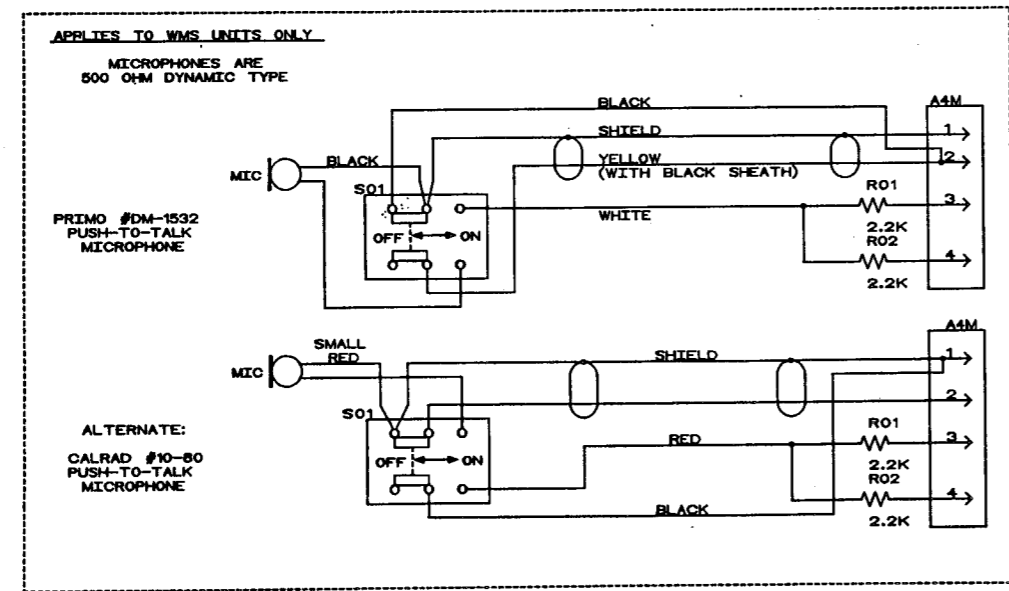 APPLIES TO WMS UNITS ONLY
MICROPHONES ARE
500 OHM DYNAMIC TYPE
BLACK
A4M
SHIELD
1
BLACK
YELLOW
(WITH BLACK SHEATH)
2
MIC
S01
R01
3
WHITE
2.2K
PRIMO #DM-1532
PUSH-TO-TALK
MICROPHONE
OFF
ON
R02
4
2.2K
A4M
SMALL
RED
SHIELD
1
MIC
2
S01
R01
RED
3
ALTERNATE:
OFF
ON
2.2K
CALRAD #10-80
PUSH-TO-TALK
MICROPHONE
R02
4
BLACK
2.2K